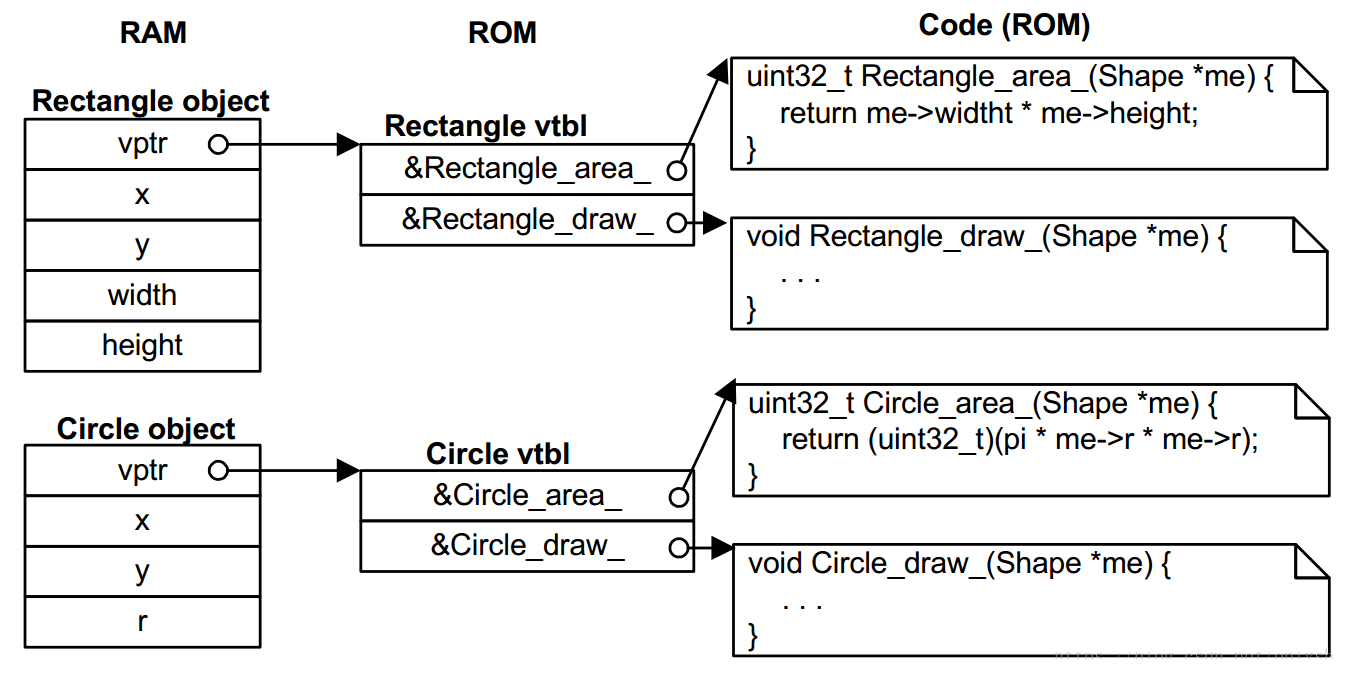 RAM
ROM
Code (ROM)
Rectangle object
vptr
x
y
width
height
Rectangle vtbl
&Rectangle_area_
&Rectangle_draw_
uint32_t Rectangle_area_(Shape *me) {
return me->widtht * me->height;
}
void Rectangle_draw_(Shape *me) {
. . .
}
Circle object
vptr
x
y
r
Circle vtbl
&Circle_area_
&Circle_draw_
uint32_t Circle_area_(Shape *me) {
return (uint32_t)(pi * me->r * me->r);
}
void Circle_draw_(Shape *me) {
. . .
}